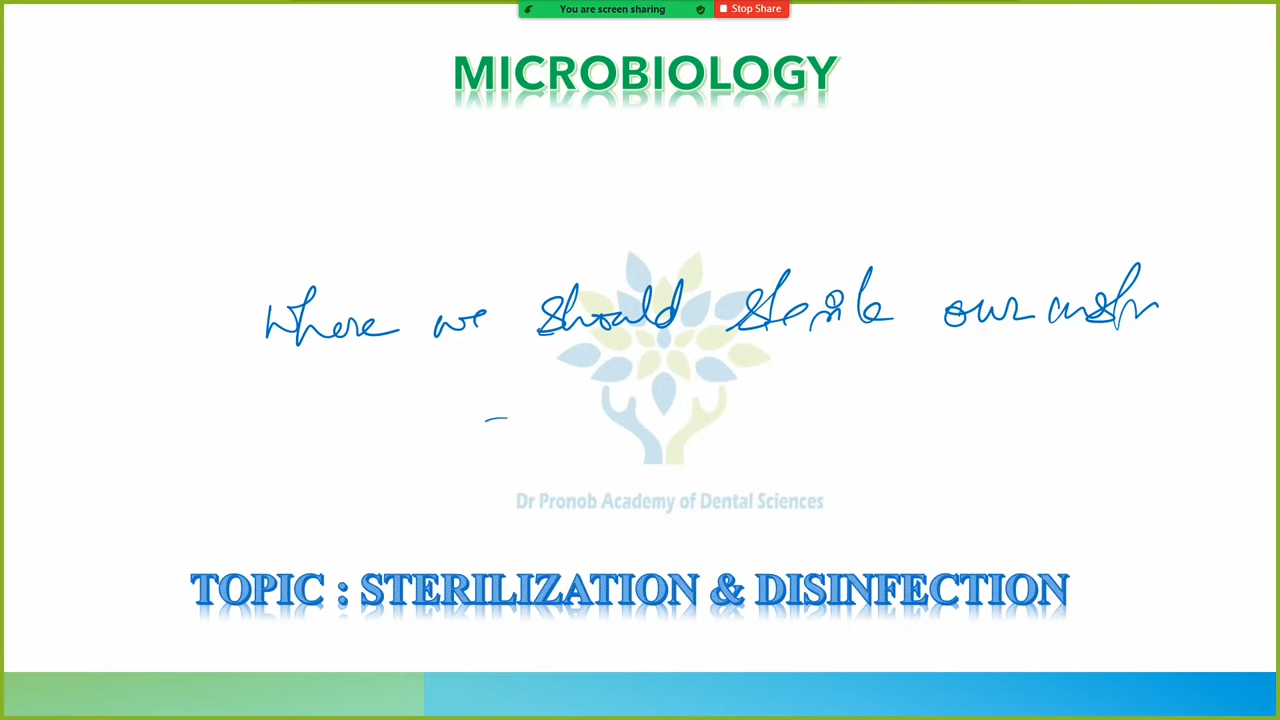 You are screen sharing
Stop Share
MICROBIOLOGY
Where we should sterile our instr
Dr Pronob Academy of Dental Sciences
TOPIC : STERILIZATION & DISINFECTION